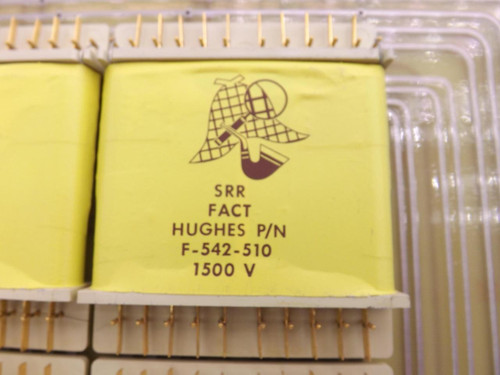 SRR
FACT
HUGHES P/N
F-542-510
1500 V